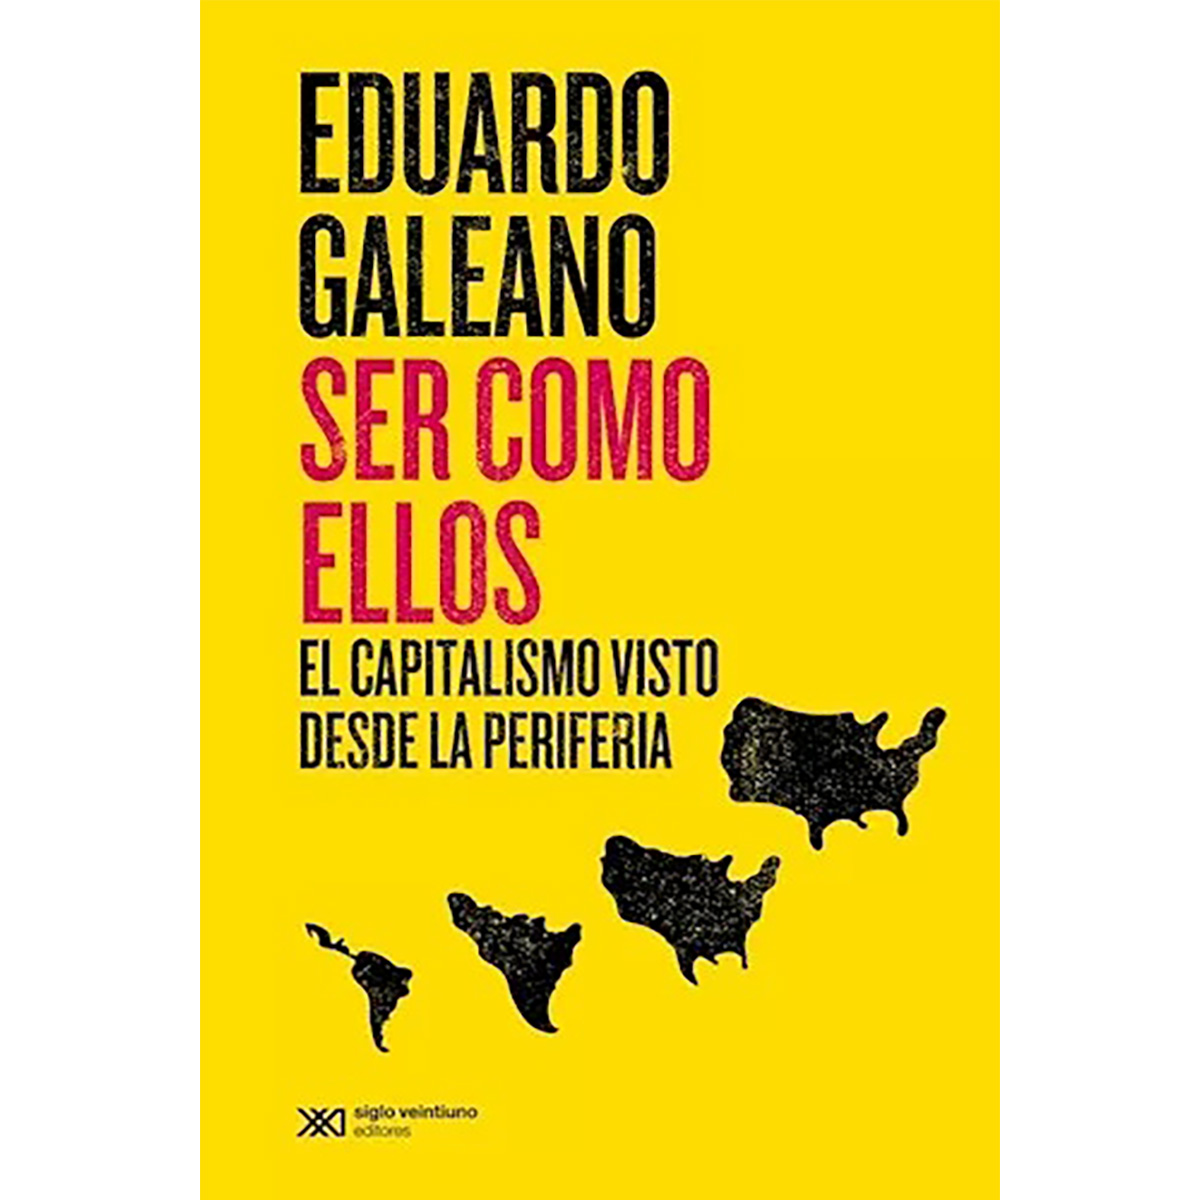 EDUARDO
GALEANO
SER COMO
ELLOS
EL CAPITALISMO VISTO
DESDE LA PERIFERIA
siglo veintiuno
editores